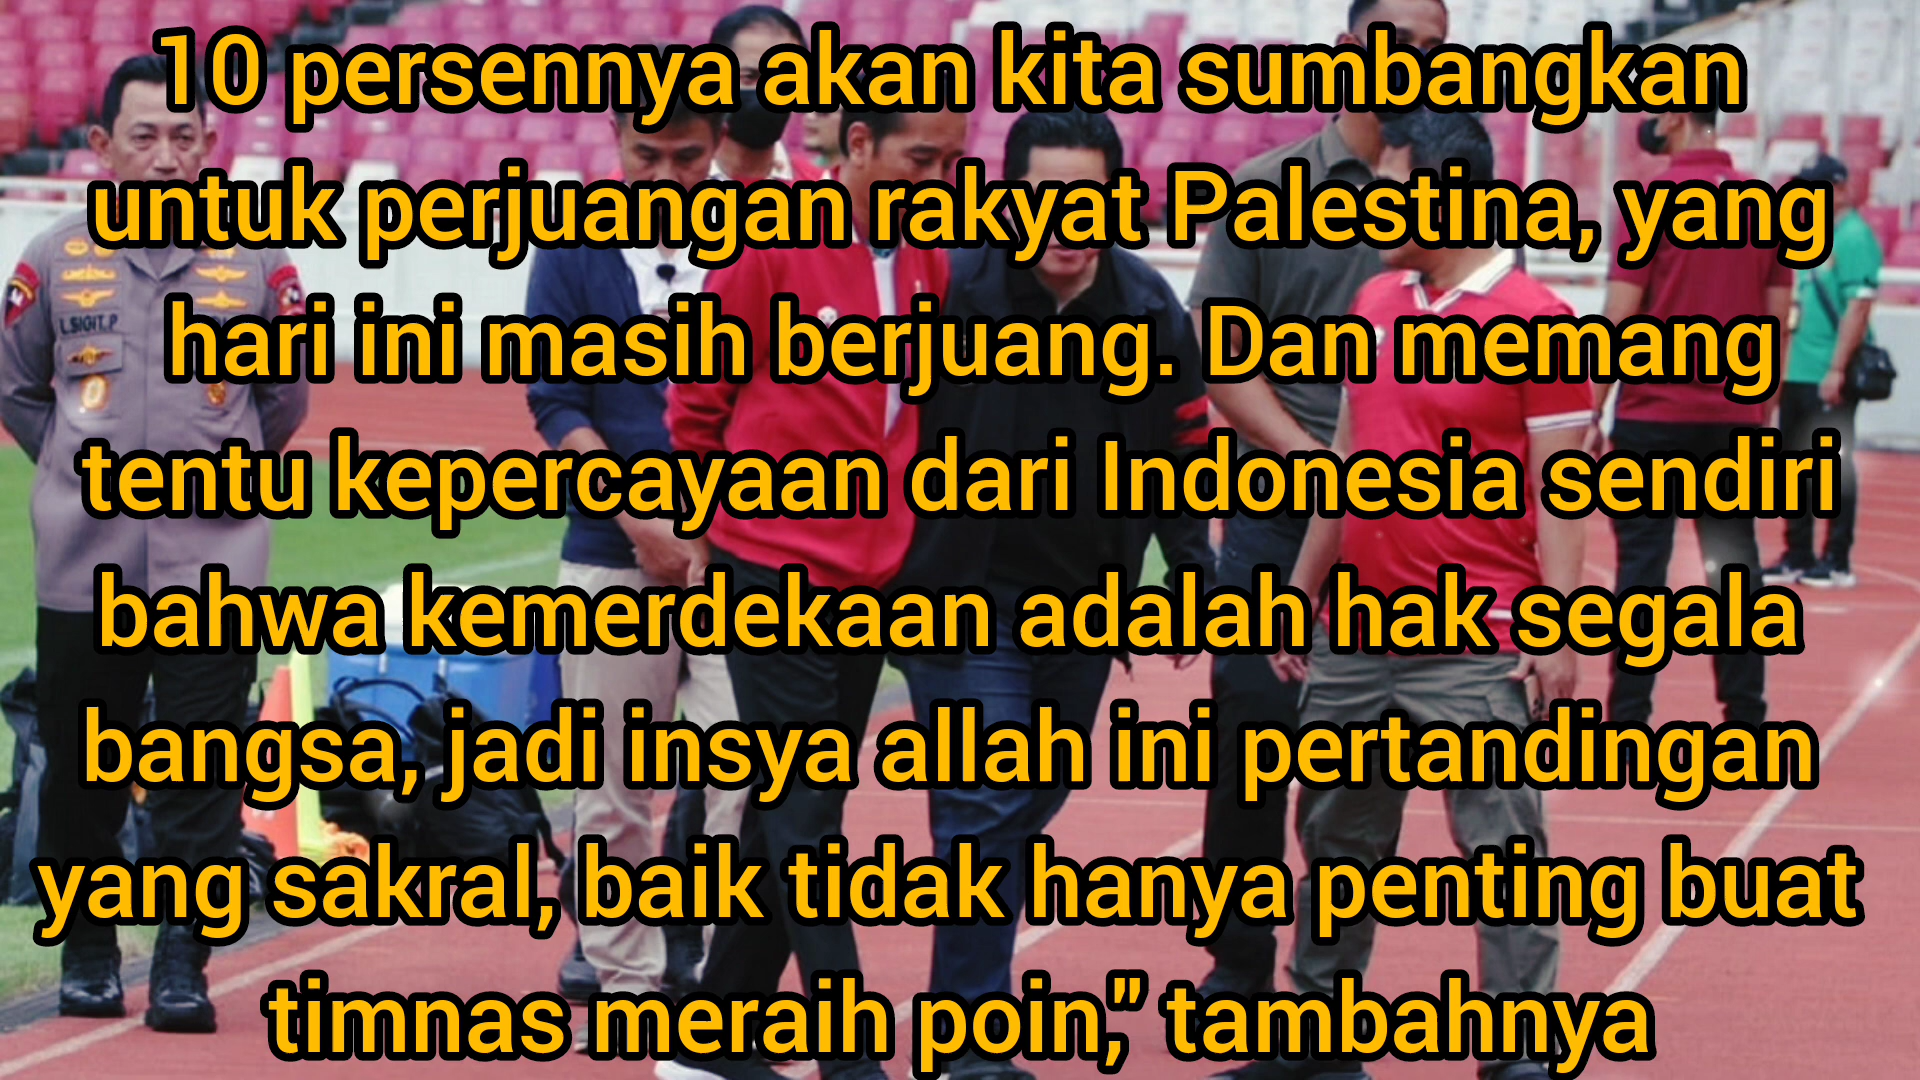 10 persennya akan kita sumbangkan
untuk perjuangan rakyat Palestina, yang
hari ini masih berjuang. Dan memang
tentu kepercayaan dari Indonesia sendiri
bahwa kemerdekaan adalah hak segala
bangsa, jadi insya allah ini pertandingan
yang sakral, baik tidak hanya penting buat
timnas meraih poin," tambahnya
L.SIGIT.P